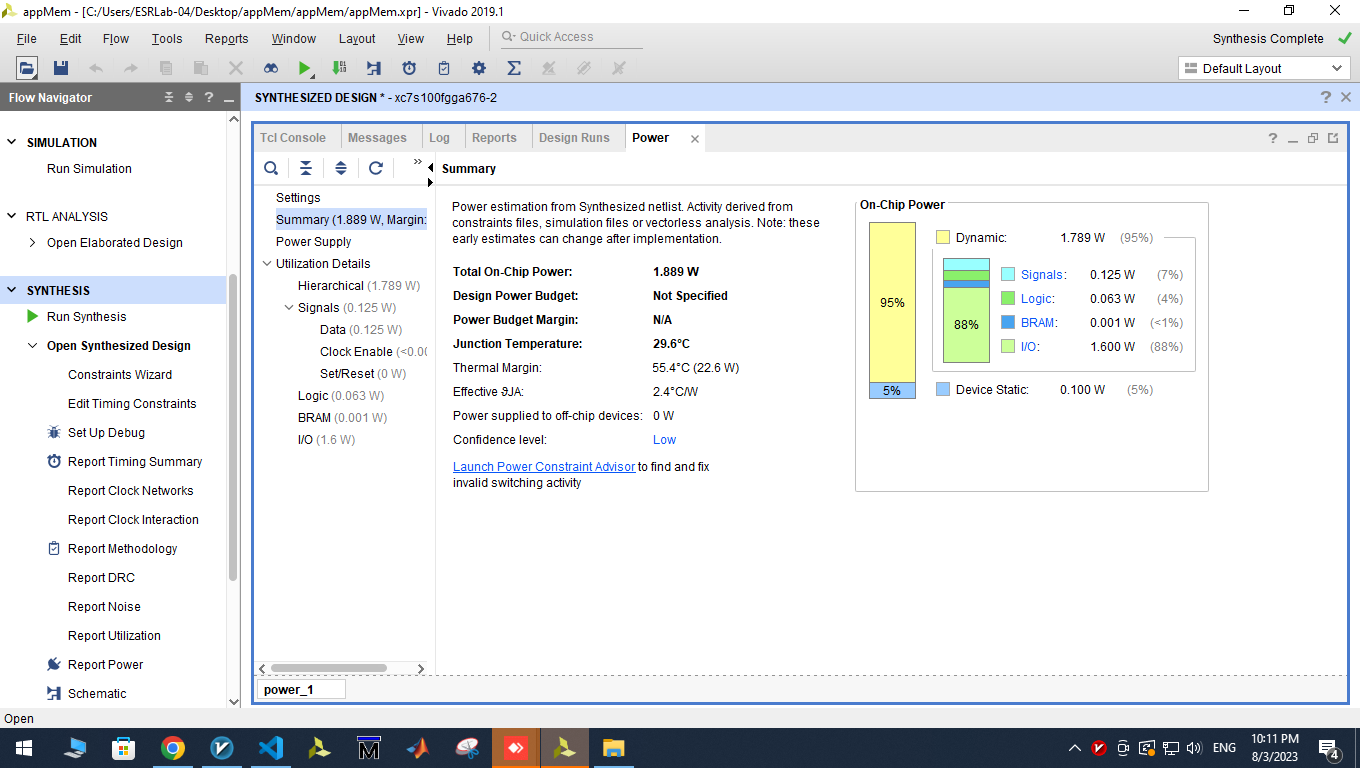 appMem - [C:/Users/ESRLab-04/Desktop/appMem/appMem/appMem.xpr] - Vivado 2019.1
File Edit Flow Tools Reports Window Layout View Help Quick Access
Synthesis Complete
Default Layout
Flow Navigator
SIMULATION
Run Simulation
RTL ANALYSIS
Open Elaborated Design
SYNTHESIS
Run Synthesis
Open Synthesized Design
Constraints Wizard
Edit Timing Constraints
Set Up Debug
Report Timing Summary
Report Clock Networks
Report Clock Interaction
Report Methodology
Report DRC
Report Noise
Report Utilization
Report Power
Schematic
SYNTHESIZED DESIGN * - xc7s100fgga676-2
Tcl Console Messages Log Reports Design Runs Power
Settings
Summary (1.889 W, Margin:
Power Supply
Utilization Details
Hierarchical (1.789 W)
Signals (0.125 W)
Data (0.125 W)
Clock Enable (<0.00
Set/Reset (0 W)
Logic (0.063 W)
BRAM (0.001 W)
I/O (1.6 W)
Summary
Power estimation from Synthesized netlist. Activity derived from
constraints files, simulation files or vectorless analysis. Note: these
early estimates can change after implementation.
Total On-Chip Power: 1.889 W
Design Power Budget: Not Specified
Power Budget Margin: N/A
Junction Temperature: 29.6°C
Thermal Margin: 55.4°C (22.6 W)
Effective ϑJA: 2.4°C/W
Power supplied to off-chip devices: 0 W
Confidence level: Low
Launch Power Constraint Advisor to find and fix
invalid switching activity
On-Chip Power
95%
5%
Dynamic: 1.789 W (95%)
88%
Signals: 0.125 W (7%)
Logic: 0.063 W (4%)
BRAM: 0.001 W (<1%)
I/O: 1.600 W (88%)
Device Static: 0.100 W (5%)
power_1
Open
ENG
10:11 PM
8/3/2023
4